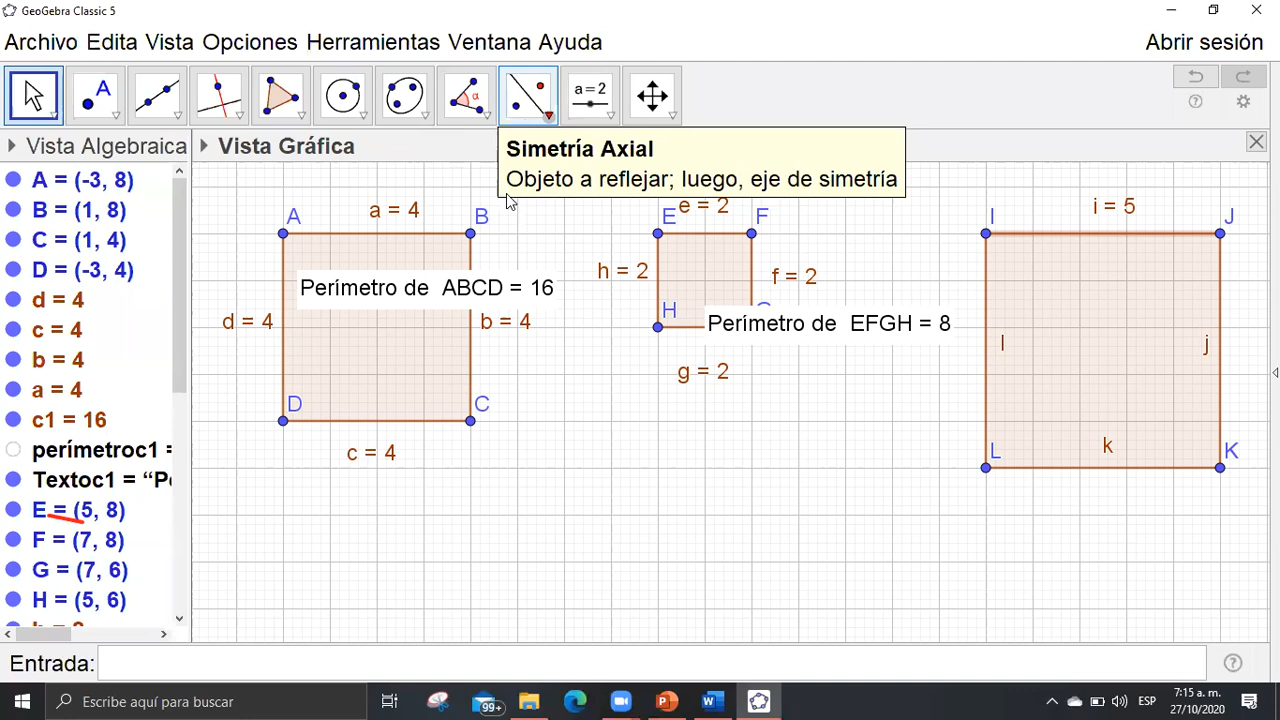 GeoGebra Classic 5
Archivo Edita Vista Opciones Herramientas Ventana Ayuda
Abrir sesión
A
α
a = 2
Vista Algebraica
Vista Gráfica
Simetría Axial
Objeto a reflejar; luego, eje de simetría
A = (-3, 8)
B = (1, 8)
C = (1, 4)
D = (-3, 4)
d = 4
c = 4
b = 4
a = 4
c1 = 16
perímetroc1 =
Textoc1 = “Pe
E = (5, 8)
F = (7, 8)
G = (7, 6)
H = (5, 6)
A
a = 4
B
Perímetro de ABCD = 16
d = 4
b = 4
D
C
c = 4
E
e = 2
F
h = 2
f = 2
H
Perímetro de EFGH = 8
g = 2
I
i = 5
J
l
j
L
k
K
Entrada:
Escribe aquí para buscar
99+
ESP
7:15 a. m.
27/10/2020